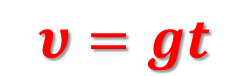 v = gt